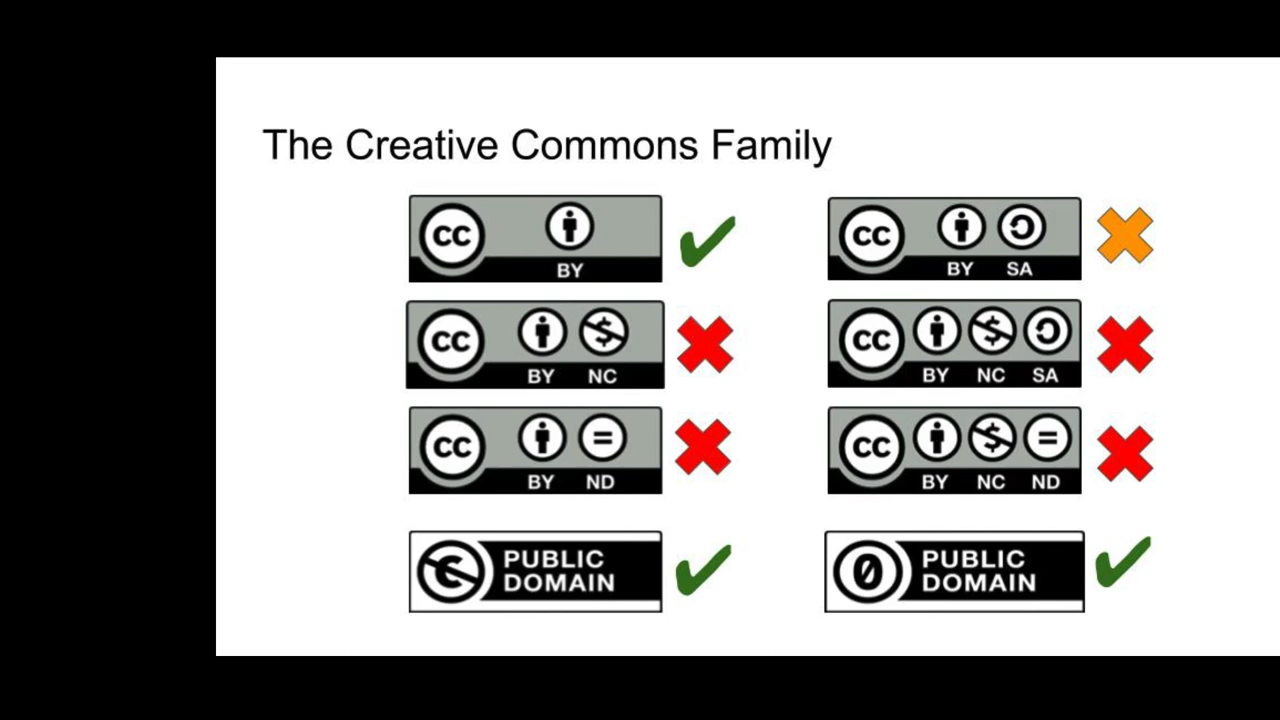 The Creative Commons Family
CC BY
CC BY SA
CC BY NC
CC BY NC SA
CC BY ND
CC BY NC ND
PUBLIC
DOMAIN
PUBLIC
DOMAIN